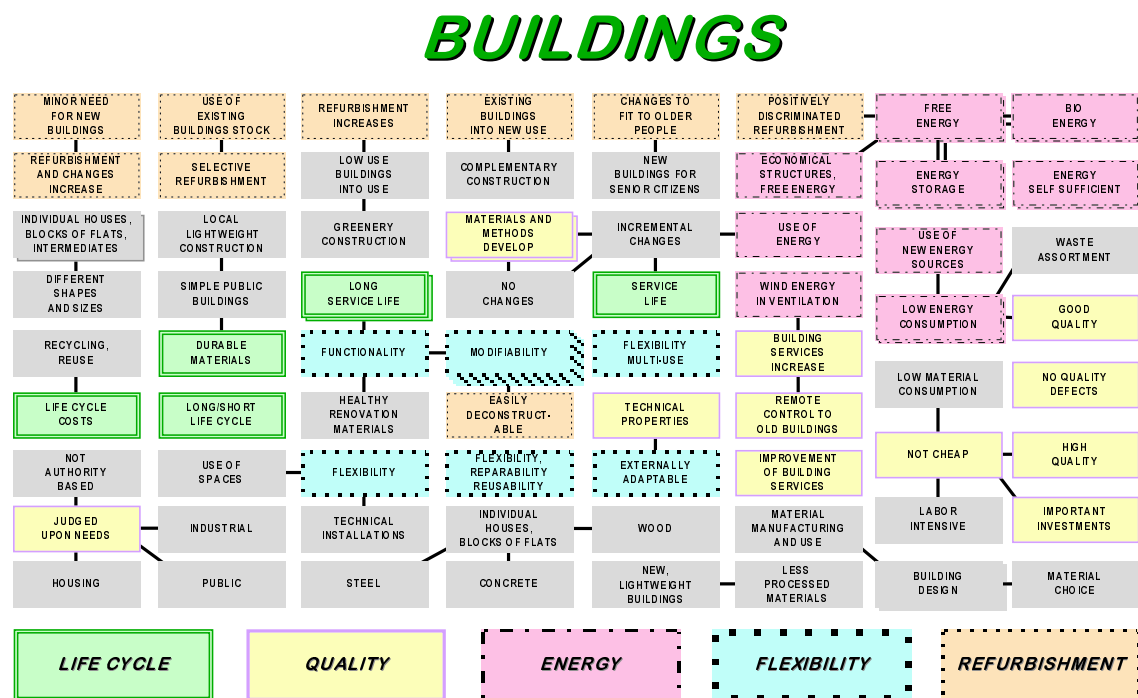 BUILDINGS
MINOR NEED
FOR NEW
BUILDINGS
USE OF
EXISTING
BUILDINGS STOCK
REFURBISHMENT
INCREASES
EXISTING
BUILDINGS
INTO NEW USE
CHANGES TO
FIT TO OLDER
PEOPLE
POSITIVELY
DISCRIMINATED
REFURBISHMENT
FREE
ENERGY
BIO
ENERGY
REFURBISHMENT
AND CHANGES
INCREASE
SELECTIVE
REFURBISHMENT
LOW USE
BUILDINGS
INTO USE
COMPLEMENTARY
CONSTRUCTION
NEW
BUILDINGS FOR
SENIOR CITIZENS
ECONOMICAL
STRUCTURES,
FREE ENERGY
ENERGY
STORAGE
ENERGY
SELF SUFFICIENT
INDIVIDUAL HOUSES,
BLOCKS OF FLATS,
INTERMEDIATES
LOCAL
LIGHTWEIGHT
CONSTRUCTION
GREENERY
CONSTRUCTION
MATERIALS AND
METHODS
DEVELOP
INCREMENTAL
CHANGES
USE OF
ENERGY
USE OF
NEW ENERGY
SOURCES
WASTE
ASSORTMENT
DIFFERENT
SHAPES
AND SIZES
SIMPLE PUBLIC
BUILDINGS
LONG
SERVICE LIFE
NO
CHANGES
SERVICE
LIFE
WIND ENERGY
IN VENTILATION
LOW ENERGY
CONSUMPTION
GOOD
QUALITY
RECYCLING,
REUSE
DURABLE
MATERIALS
FUNCTIONALITY
MODIFIABILITY
FLEXIBILITY
MULTI-USE
BUILDING
SERVICES
INCREASE
LOW MATERIAL
CONSUMPTION
NO QUALITY
DEFECTS
LIFE CYCLE
COSTS
LONG/SHORT
LIFE CYCLE
HEALTHY
RENOVATION
MATERIALS
EASILY
DECONSTRUCT-
ABLE
TECHNICAL
PROPERTIES
REMOTE
CONTROL TO
OLD BUILDINGS
NOT CHEAP
HIGH
QUALITY
NOT
AUTHORITY
BASED
USE OF
SPACES
FLEXIBILITY
FLEXIBILITY,
REPARABILITY
REUSABILITY
EXTERNALLY
ADAPTABLE
IMPROVEMENT
OF BUILDING
SERVICES
LABOR
INTENSIVE
IMPORTANT
INVESTMENTS
JUDGED
UPON NEEDS
INDUSTRIAL
TECHNICAL
INSTALLATIONS
INDIVIDUAL
HOUSES,
BLOCKS OF FLATS
WOOD
MATERIAL
MANUFACTURING
AND USE
HOUSING
PUBLIC
STEEL
CONCRETE
NEW,
LIGHTWEIGHT
BUILDINGS
LESS
PROCESSED
MATERIALS
BUILDING
DESIGN
MATERIAL
CHOICE
LIFE CYCLE
QUALITY
ENERGY
FLEXIBILITY
REFURBISHMENT